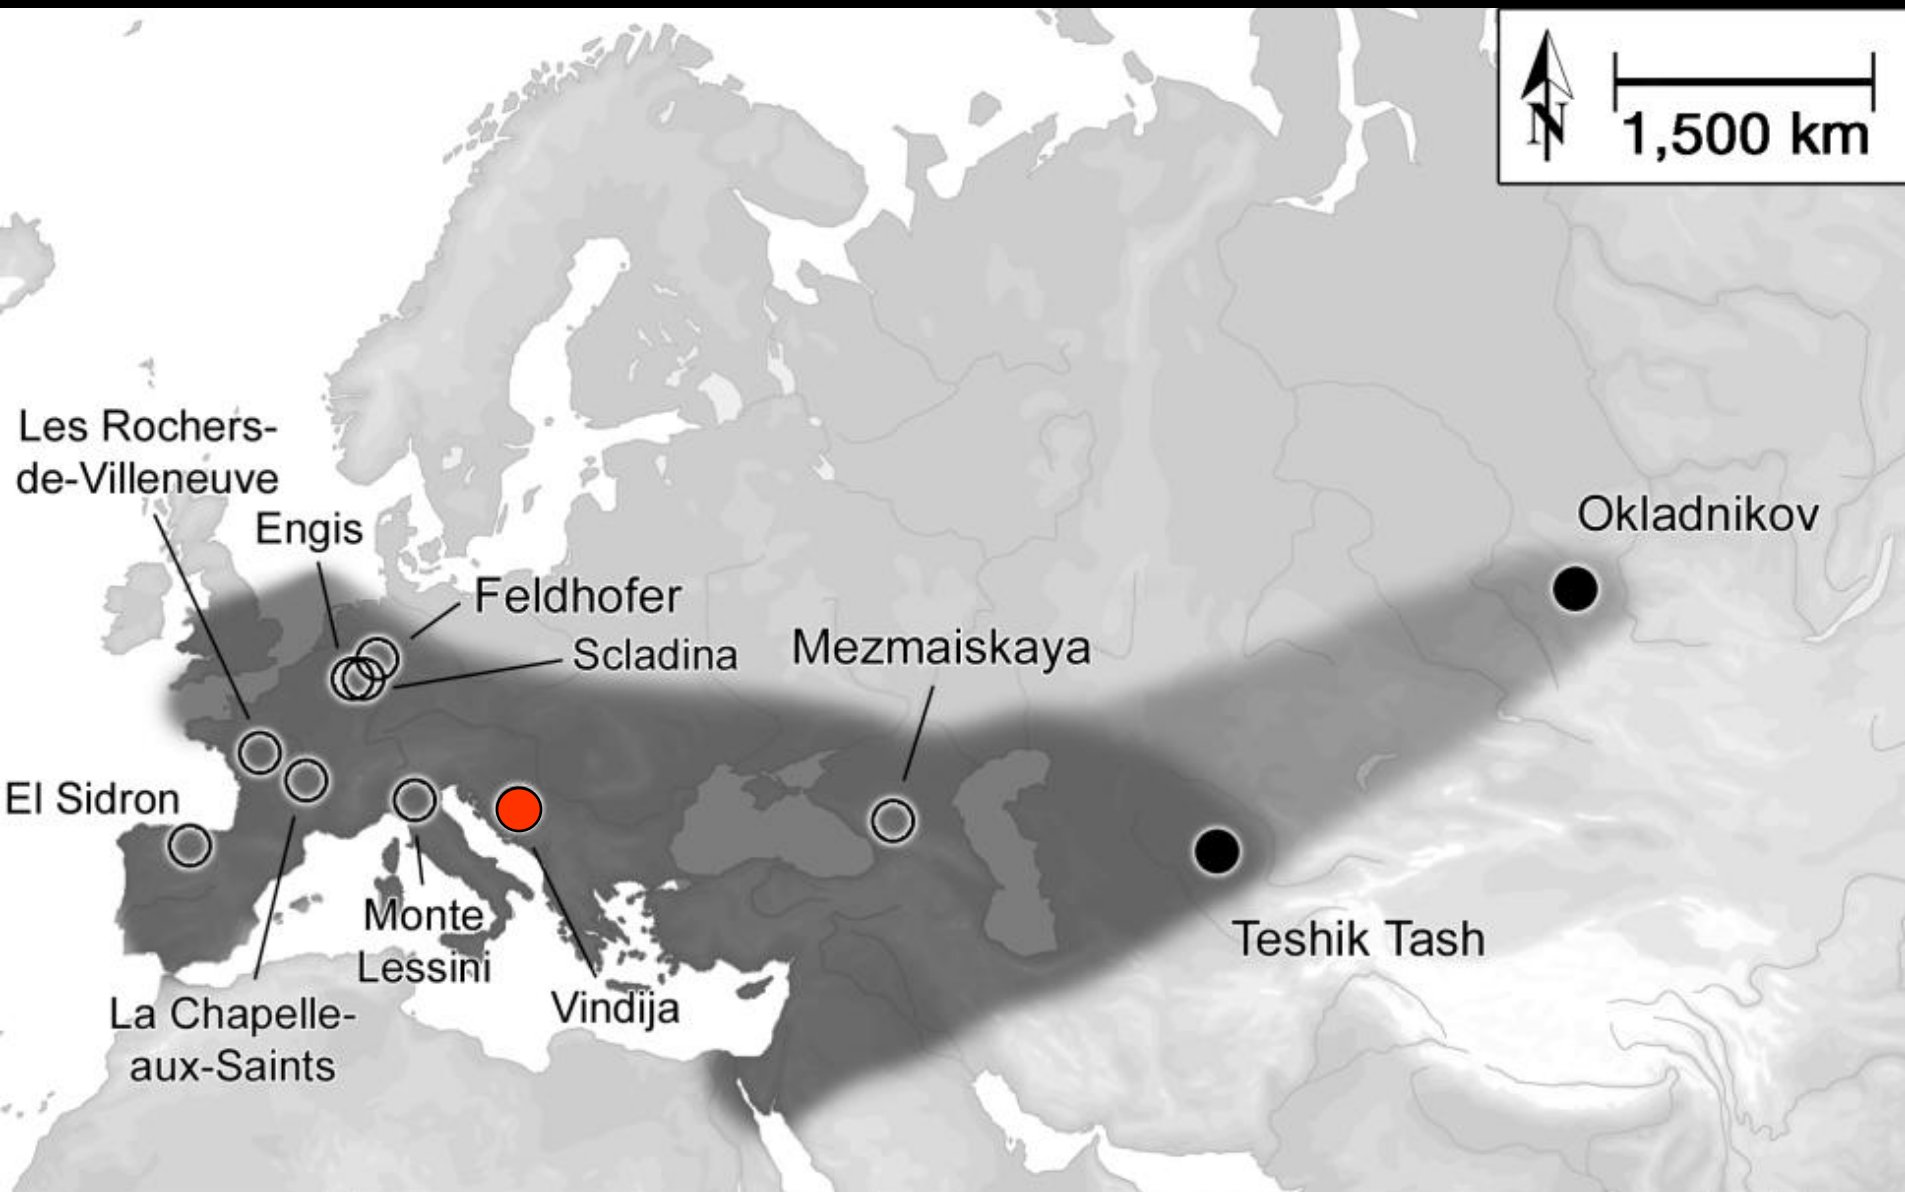 N
1,500 km
Les Rochers-
de-Villeneuve
Engis
Okladnikov
Feldhofer
Scladina
Mezmaiskaya
El Sidron
Monte
Lessini
Teshik Tash
Vindija
La Chapelle-
aux-Saints